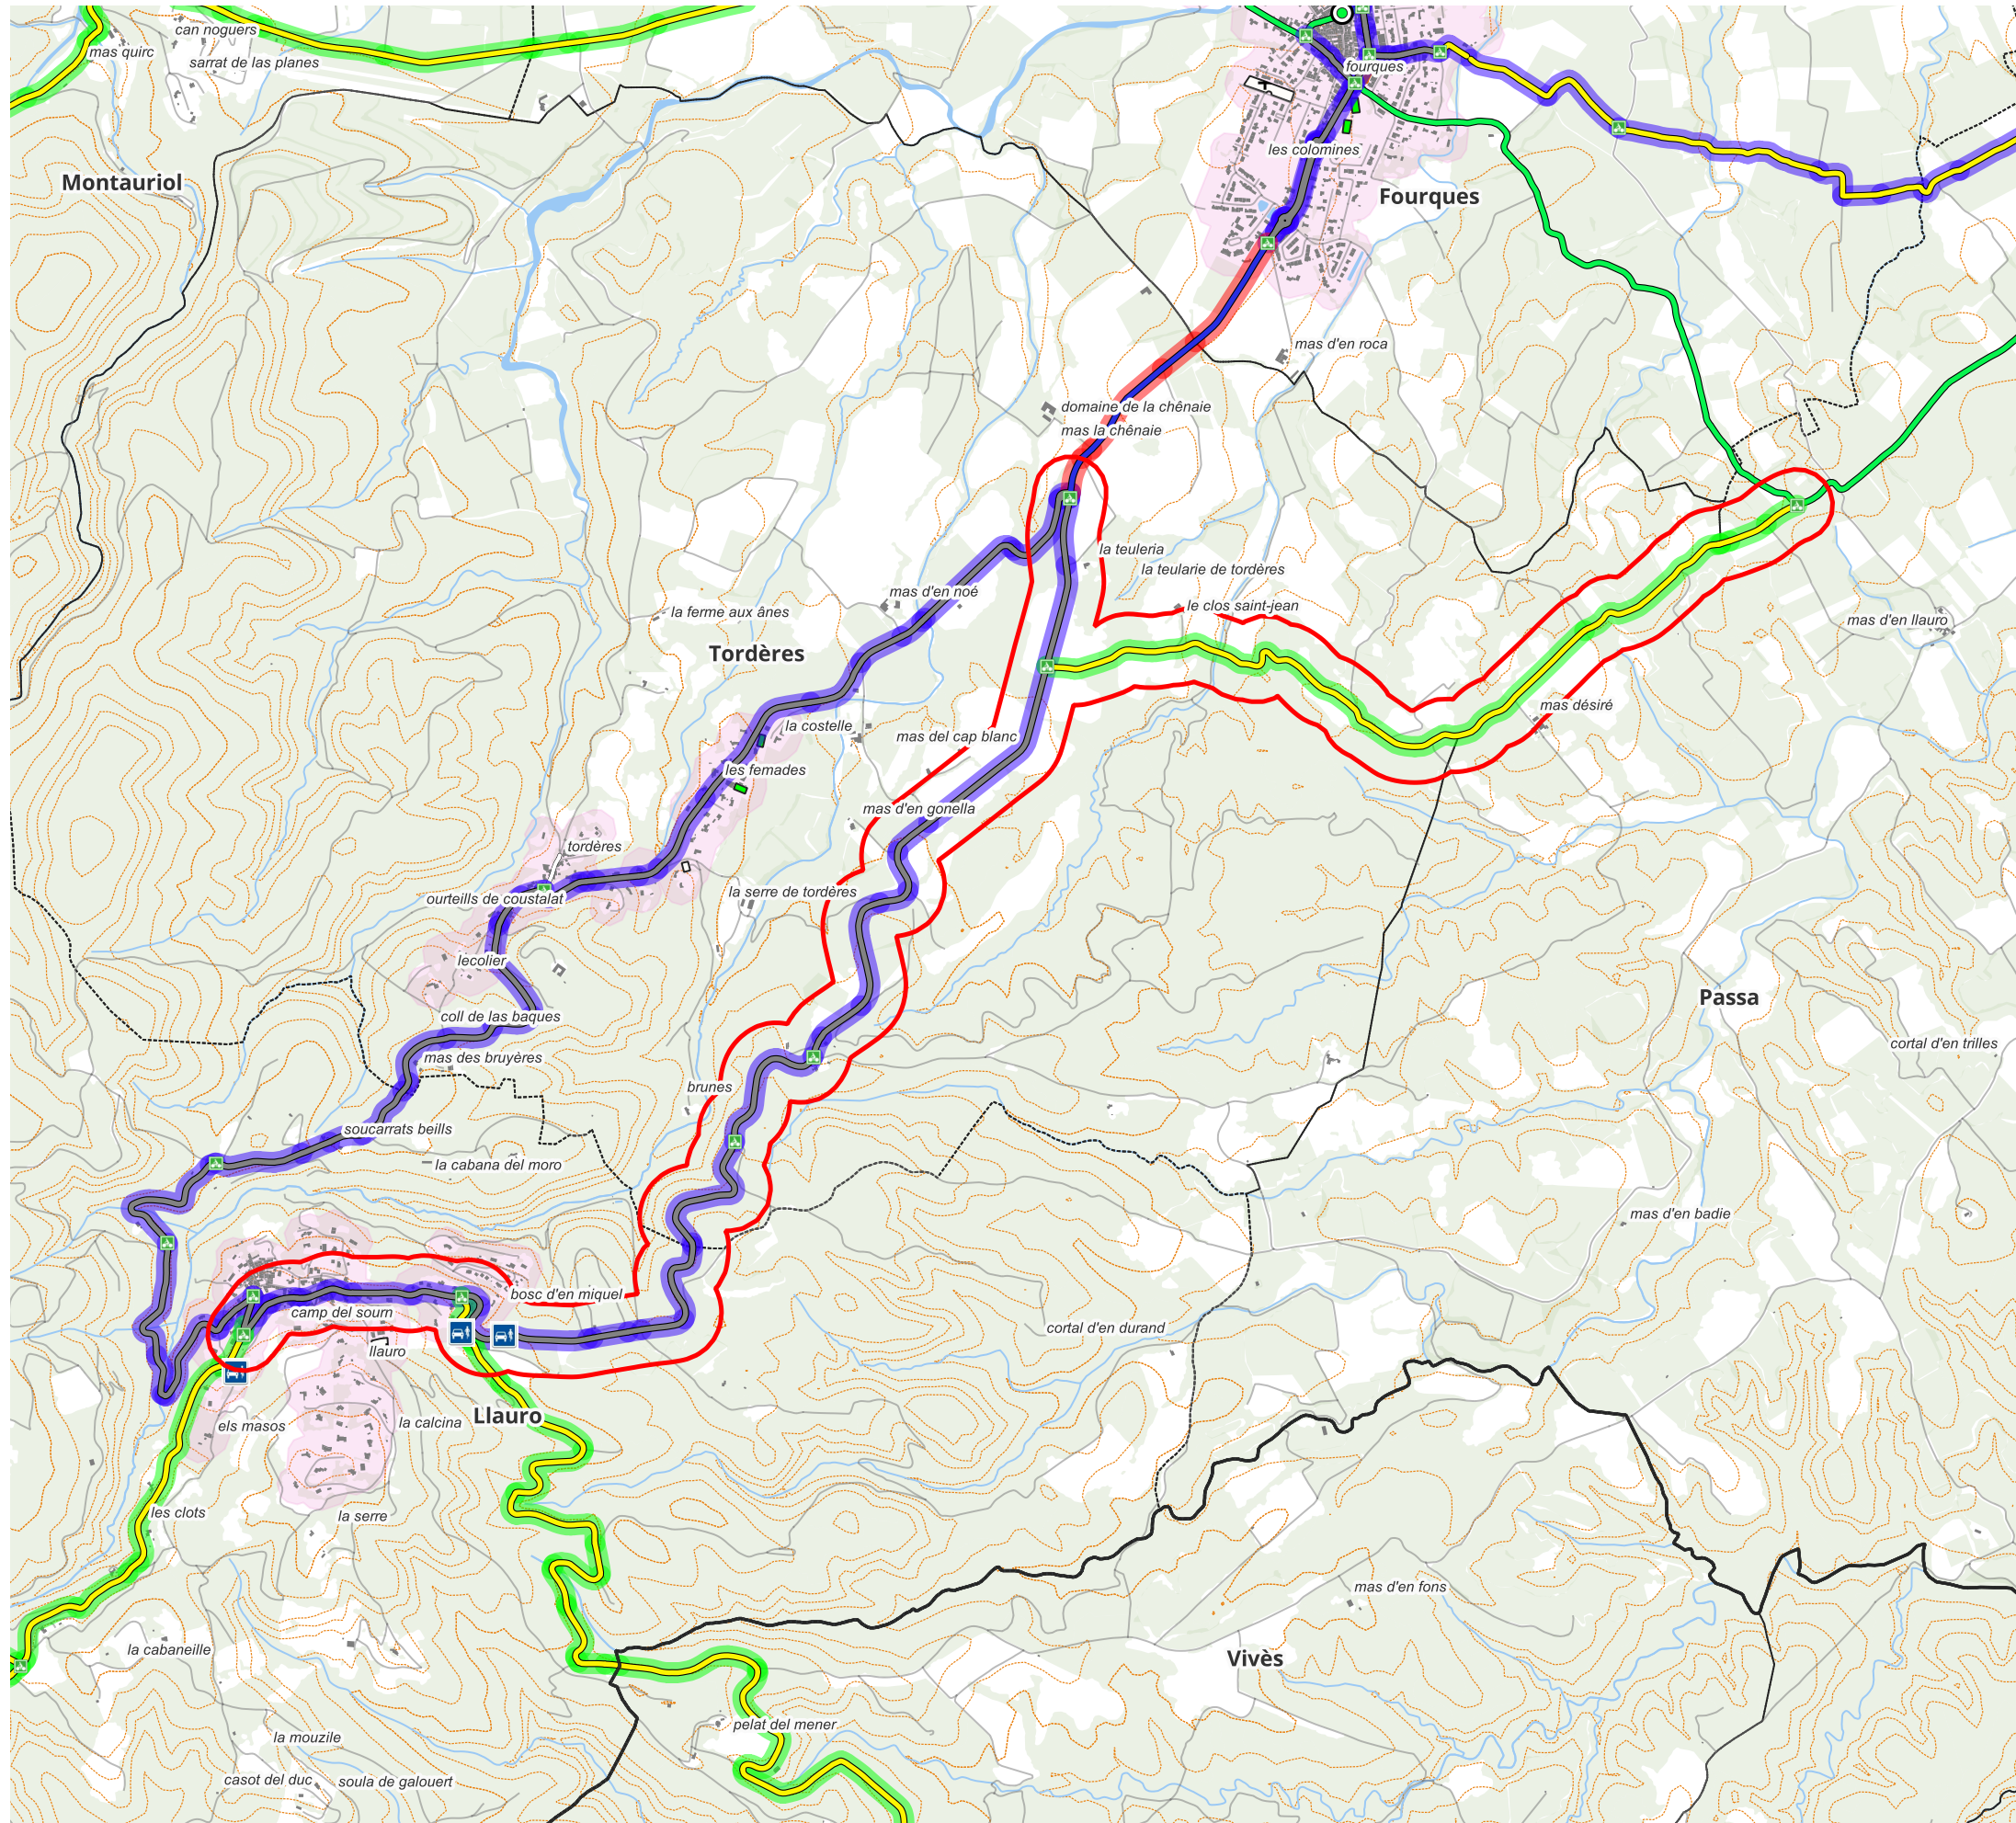 can noguers
mas quirc
sarrat de las planes
fourques
les colomines
Montauriol
Fourques
mas d'en roca
domaine de la chênaie
mas la chênaie
la teuleria
la teularie de tordères
mas d'en noé
le clos saint-jean
la ferme aux ânes
mas d'en llauro
Tordères
mas désiré
la costelle
mas del cap blanc
les femades
mas d'en gonella
tordères
la serre de tordères
ourteills de coustalat
lecolier
Passa
coll de las baques
cortal d'en trilles
mas des bruyères
brunes
soucarrats beills
la cabana del moro
mas d'en badie
bosc d'en miquel
camp del sourn
cortal d'en durand
llauro
Llauro
la calcina
els masos
les clots
la serre
mas d'en fons
la cabaneille
Vivès
pelat del mener
la mouzile
casot del duc
soula de galouert